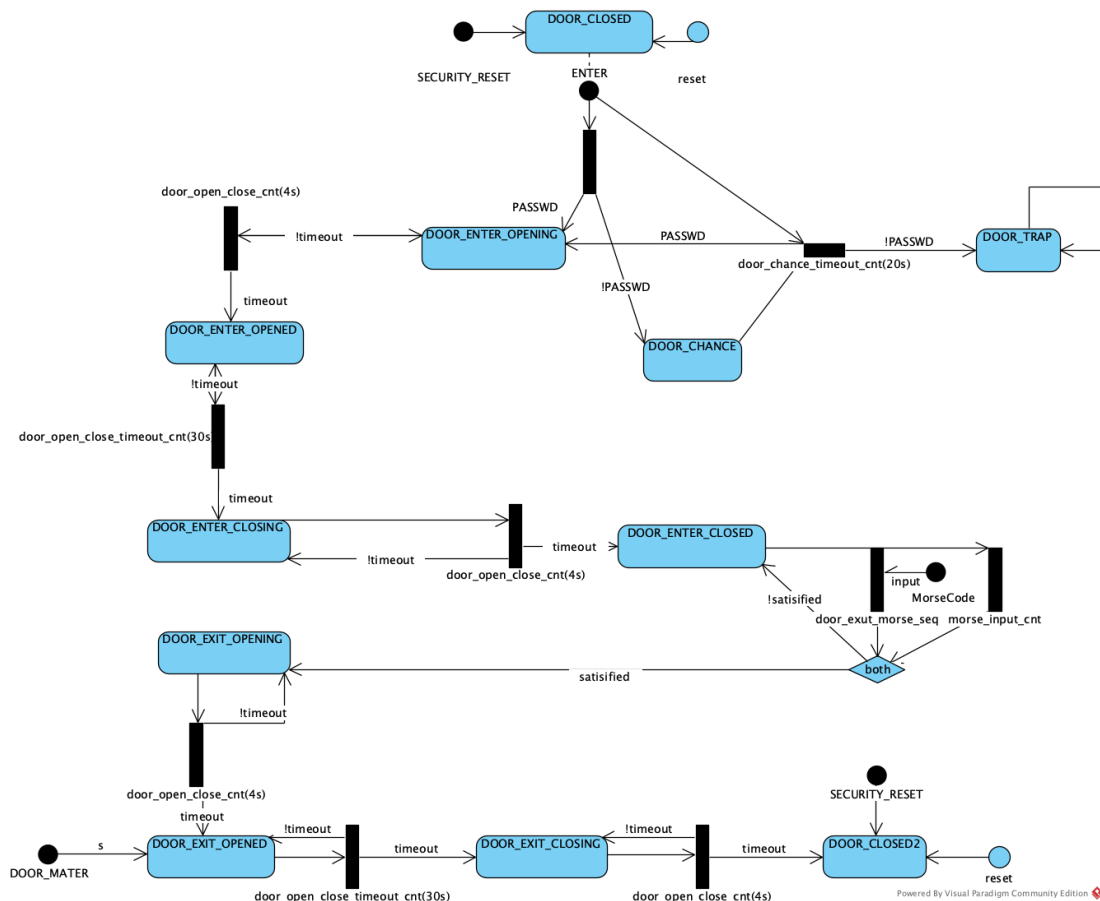 DOOR_CLOSED
SECURITY_RESET
ENTER
reset
door_open_close_cnt(4s)
PASSWD
DOOR_ENTER_OPENING
!timeout
PASSWD
!PASSWD
DOOR_TRAP
door_chance_timeout_cnt(20s)
!PASSWD
timeout
DOOR_ENTER_OPENED
DOOR_CHANCE
!timeout
door_open_close_timeout_cnt(30s)
timeout
DOOR_ENTER_CLOSING
DOOR_ENTER_CLOSED
timeout
!timeout
door_open_close_cnt(4s)
input
MorseCode
!satisified
door_exut_morse_seq
morse_input_cnt
DOOR_EXIT_OPENING
both
satisified
!timeout
door_open_close_cnt(4s)
SECURITY_RESET
timeout
!timeout
!timeout
s
DOOR_EXIT_OPENED
timeout
DOOR_EXIT_CLOSING
timeout
DOOR_CLOSED2
DOOR_MATER
reset
door_open_close_timeout_cnt(30s)
door_open_close_cnt(4s)
Powered By Visual Paradigm Community Edition